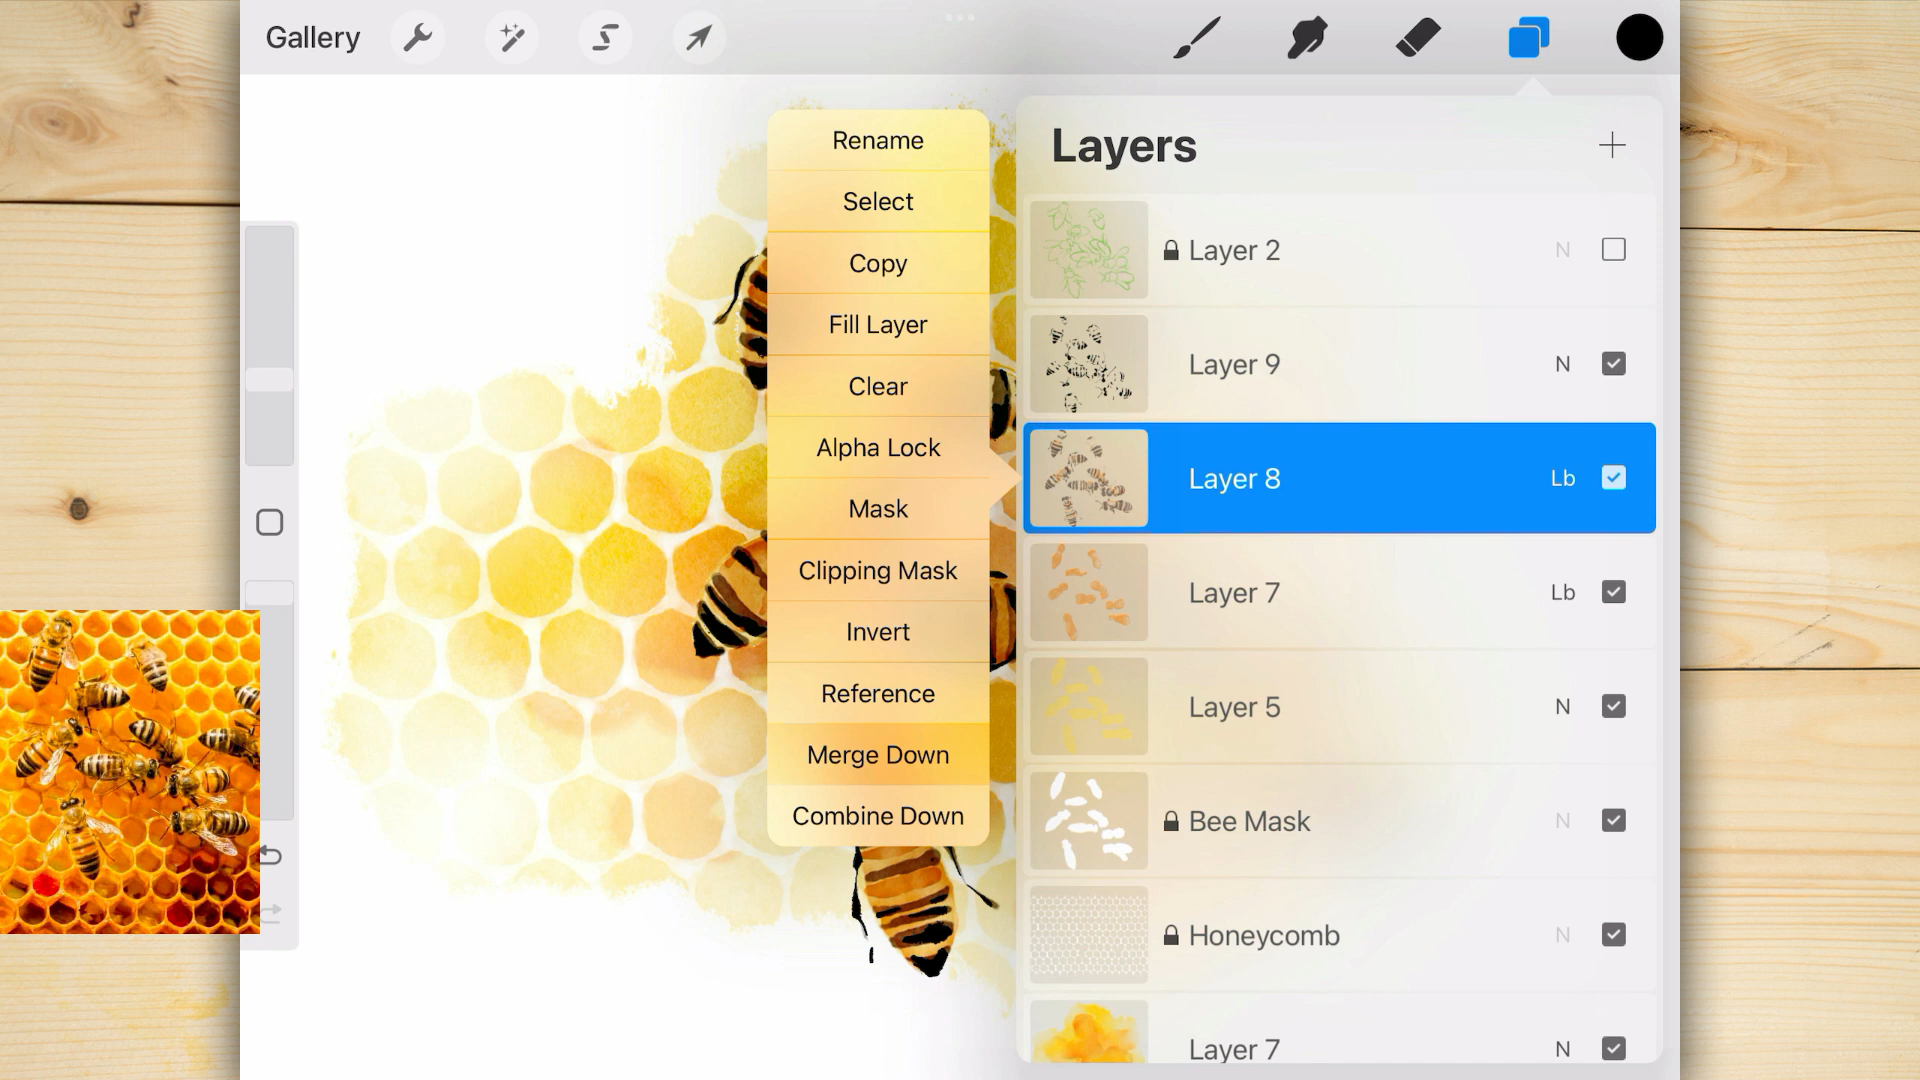 Gallery
Rename
Select
Copy
Fill Layer
Clear
Alpha Lock
Mask
Clipping Mask
Invert
Reference
Merge Down
Combine Down
Layers
Layer 2 N
Layer 9 N
Layer 8 Lb
Layer 7 Lb
Layer 5 N
Bee Mask N
Honeycomb N
Layer 7 N